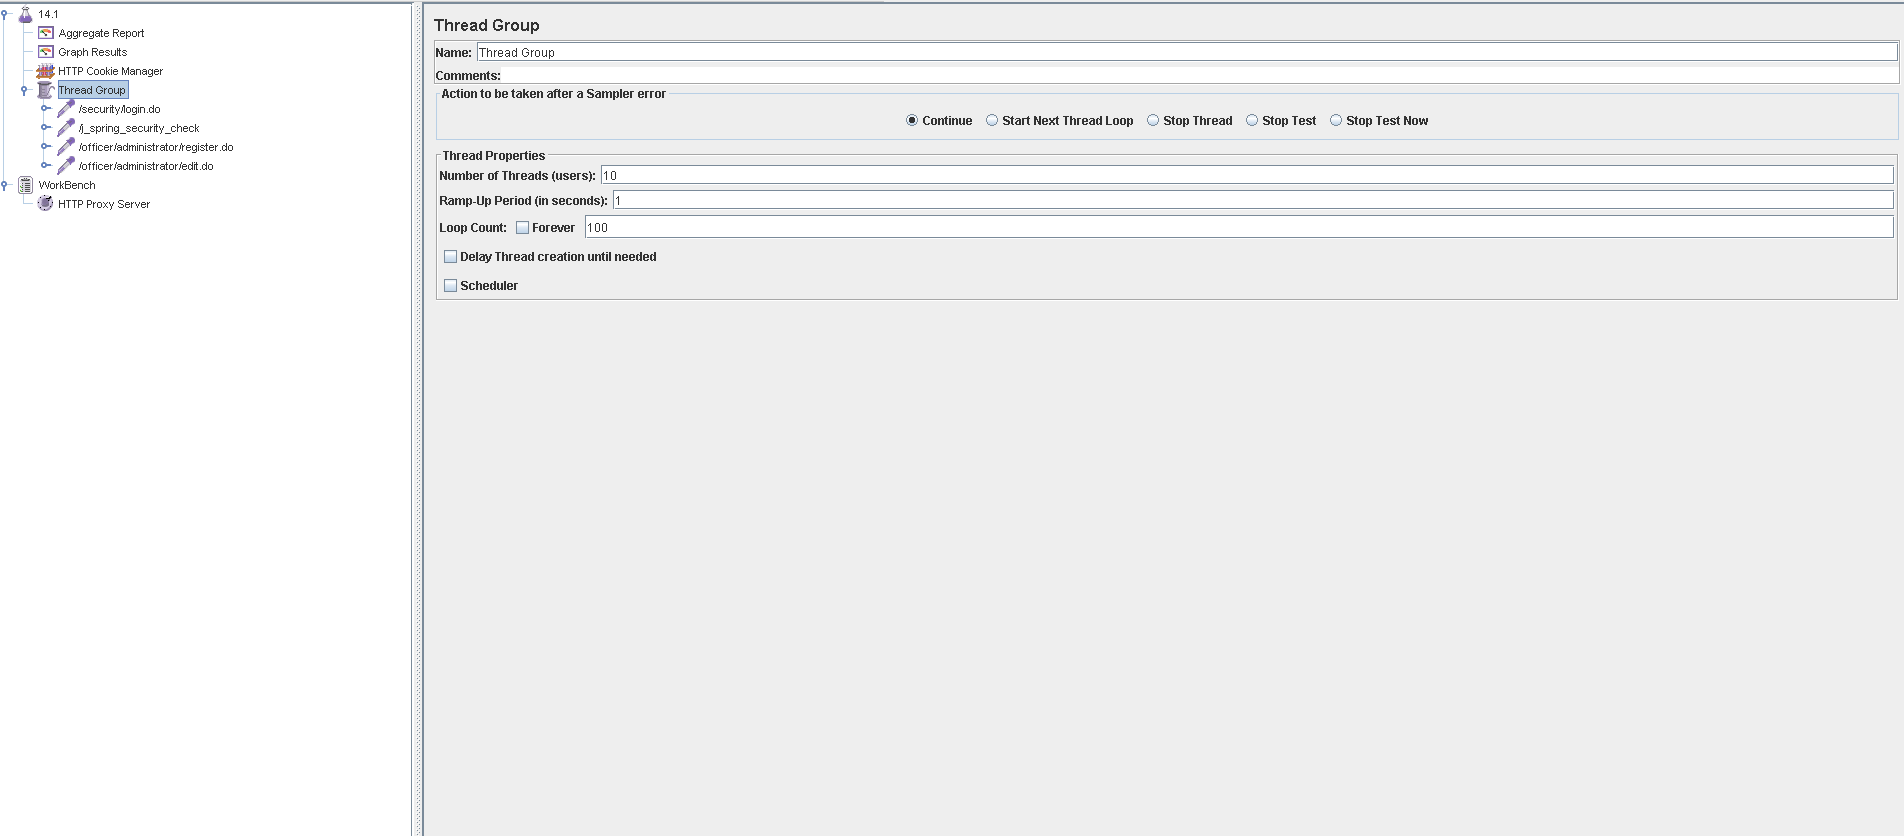 14.1
Aggregate Report
Graph Results
HTTP Cookie Manager
Thread Group
/security/login.do
/j_spring_security_check
/officer/administrator/register.do
/officer/administrator/edit.do
WorkBench
HTTP Proxy Server
Thread Group
Name: Thread Group
Comments:
Action to be taken after a Sampler error
Continue Start Next Thread Loop Stop Thread Stop Test Stop Test Now
Thread Properties
Number of Threads (users): 10
Ramp-Up Period (in seconds): 1
Loop Count: Forever 100
Delay Thread creation until needed
Scheduler